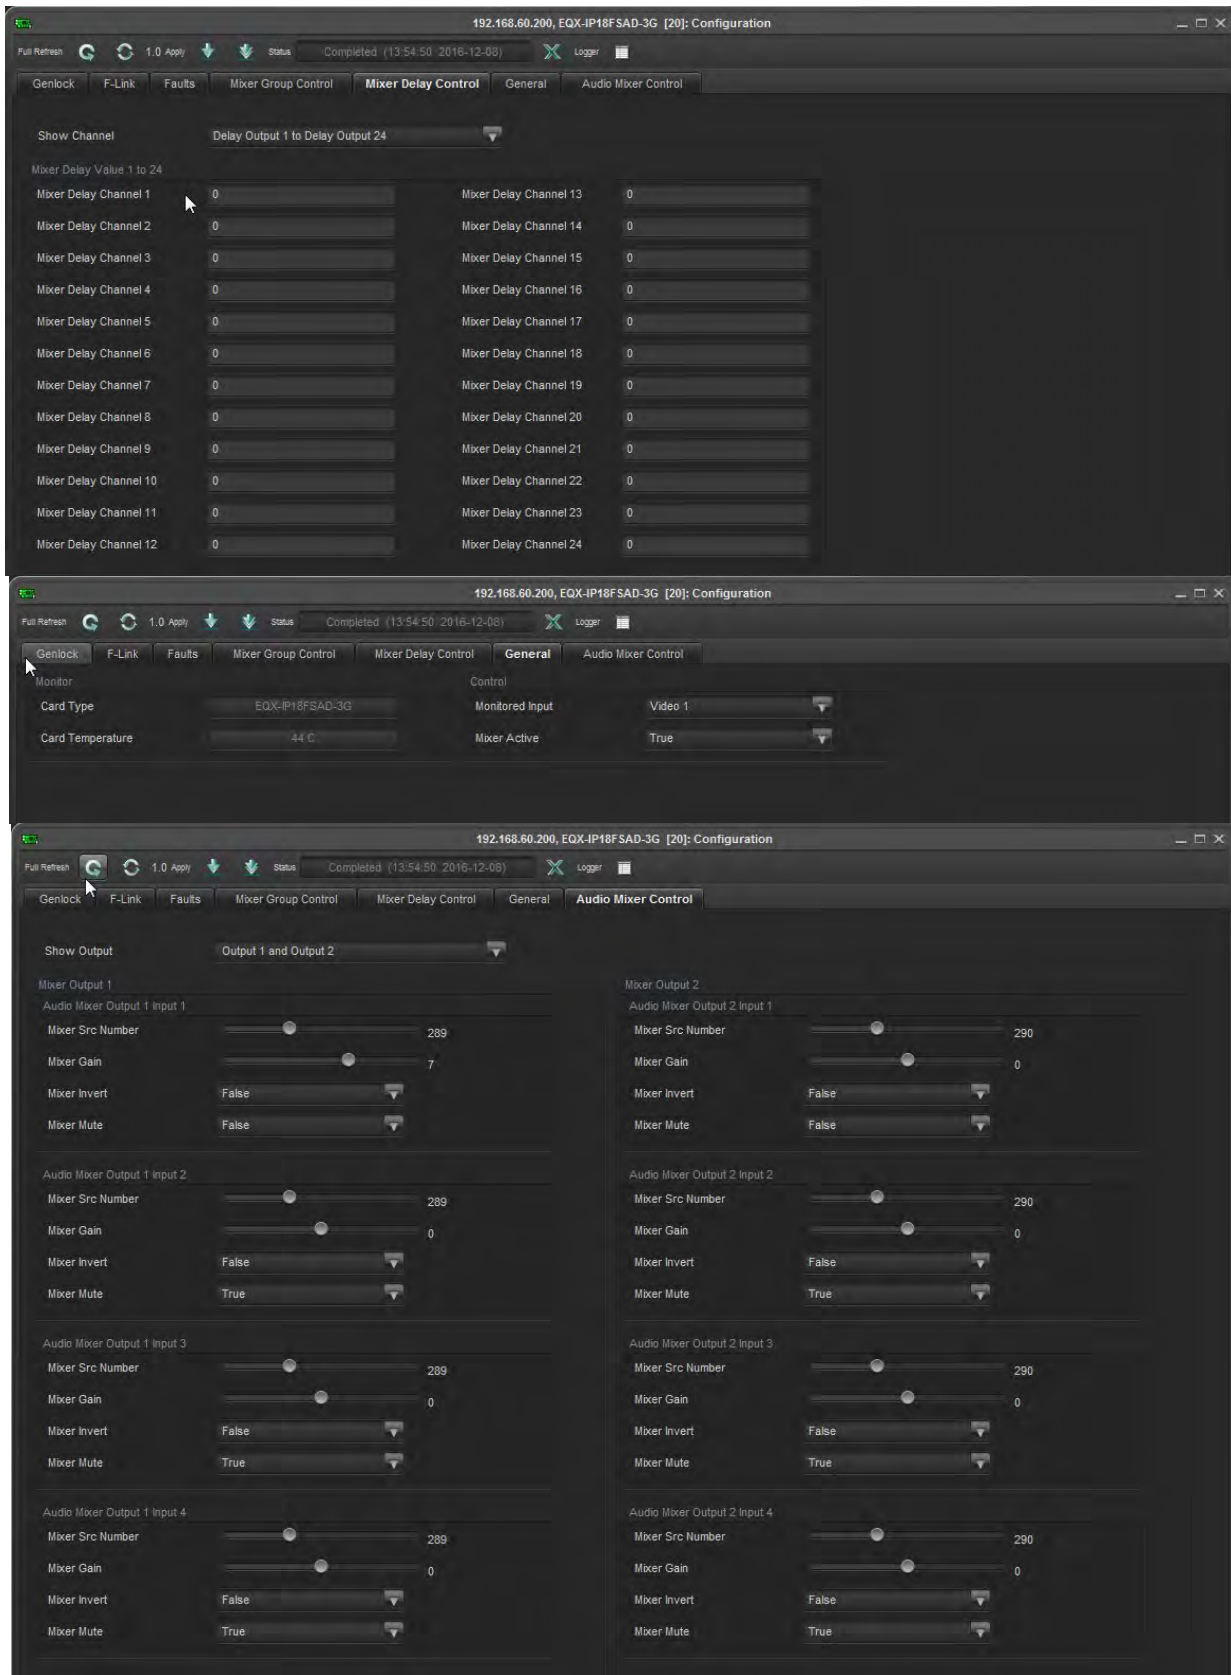 192.168.60.200, EQX-IP18FSAD-3G [20]: Configuration
Full Refresh 1.0 Apply Status Completed (13:54:50 2016-12-08) Logger
Genlock F-Link Faults Mixer Group Control Mixer Delay Control General Audio Mixer Control
Show Channel Delay Output 1 to Delay Output 24
Mixer Delay Value 1 to 24
Mixer Delay Channel 1 0 Mixer Delay Channel 13 0
Mixer Delay Channel 2 0 Mixer Delay Channel 14 0
Mixer Delay Channel 3 0 Mixer Delay Channel 15 0
Mixer Delay Channel 4 0 Mixer Delay Channel 16 0
Mixer Delay Channel 5 0 Mixer Delay Channel 17 0
Mixer Delay Channel 6 0 Mixer Delay Channel 18 0
Mixer Delay Channel 7 0 Mixer Delay Channel 19 0
Mixer Delay Channel 8 0 Mixer Delay Channel 20 0
Mixer Delay Channel 9 0 Mixer Delay Channel 21 0
Mixer Delay Channel 10 0 Mixer Delay Channel 22 0
Mixer Delay Channel 11 0 Mixer Delay Channel 23 0
Mixer Delay Channel 12 0 Mixer Delay Channel 24 0
192.168.60.200, EQX-IP18FSAD-3G [20]: Configuration
Full Refresh 1.0 Apply Status Completed (13:54:50 2016-12-08) Logger
Genlock F-Link Faults Mixer Group Control Mixer Delay Control General Audio Mixer Control
Monitor Control
Card Type EQX-IP18FSAD-3G Monitored Input Video 1
Card Temperature 44 C Mixer Active True
192.168.60.200, EQX-IP18FSAD-3G [20]: Configuration
Full Refresh 1.0 Apply Status Completed (13:54:50 2016-12-08) Logger
Genlock F-Link Faults Mixer Group Control Mixer Delay Control General Audio Mixer Control
Show Output Output 1 and Output 2
Mixer Output 1 Mixer Output 2
Audio Mixer Output 1 Input 1 Audio Mixer Output 2 Input 1
Mixer Src Number 289 Mixer Src Number 290
Mixer Gain 7 Mixer Gain 0
Mixer Invert False Mixer Invert False
Mixer Mute False Mixer Mute False
Audio Mixer Output 1 Input 2 Audio Mixer Output 2 Input 2
Mixer Src Number 289 Mixer Src Number 290
Mixer Gain 0 Mixer Gain 0
Mixer Invert False Mixer Invert False
Mixer Mute True Mixer Mute True
Audio Mixer Output 1 Input 3 Audio Mixer Output 2 Input 3
Mixer Src Number 289 Mixer Src Number 290
Mixer Gain 0 Mixer Gain 0
Mixer Invert False Mixer Invert False
Mixer Mute True Mixer Mute True
Audio Mixer Output 1 Input 4 Audio Mixer Output 2 Input 4
Mixer Src Number 289 Mixer Src Number 290
Mixer Gain 0 Mixer Gain 0
Mixer Invert False Mixer Invert False
Mixer Mute True Mixer Mute True